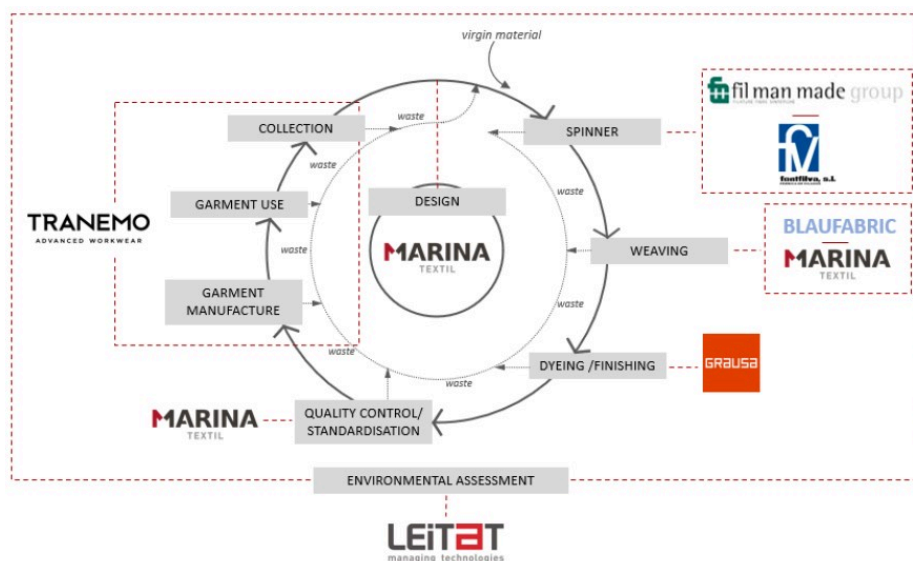 virgin material
fil man made group
COLLECTION
waste
SPINNER
waste
fontfilva, s.l.
waste
waste
TRANEMO
ADVANCED WORKWEAR
GARMENT USE
DESIGN
BLAUFABRIC
MARINA
TEXTIL
WEAVING
MARINA
TEXTIL
waste
GARMENT
MANUFACTURE
waste
waste
DYEING /FINISHING
GRAUSA
waste
MARINA
TEXTIL
QUALITY CONTROL/
STANDARDISATION
ENVIRONMENTAL ASSESSMENT
LEITAT
managing technologies